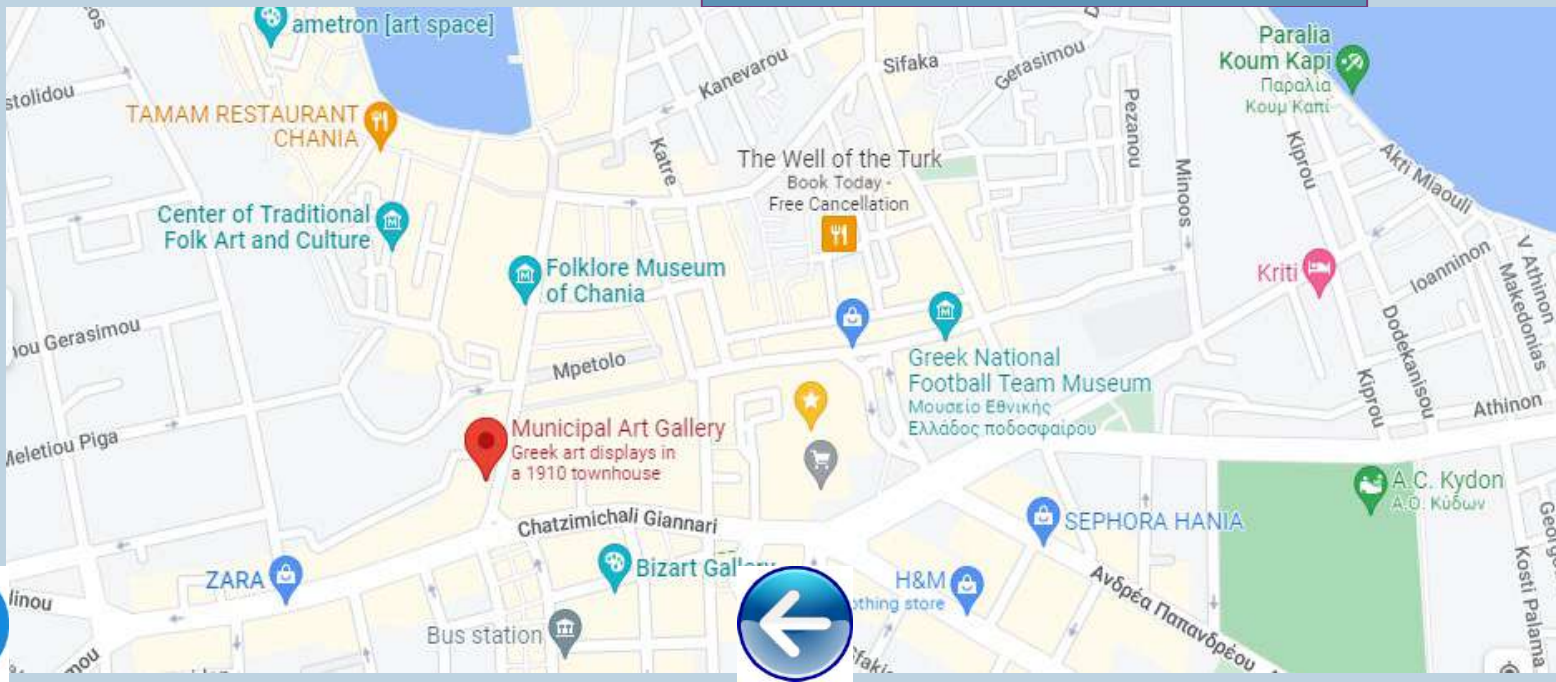 ametron [art space]
stolidou
TAMAM RESTAURANT
CHANIA
Kanevarou
Sifaka
Gerasimou
Paralia
Koum Kapi
Παραλία
Κουμ Καπί
Pezanou
Katre
The Well of the Turk
Book Today -
Free Cancellation
Minoos
Kiprou
Akti Miaouli
Center of Traditional
Folk Art and Culture
Folklore Museum
of Chania
Kriti
Ioanninon
V Athinon
Makedonias
ou Gerasimou
Mpetolo
Greek National
Football Team Museum
Μουσείο Εθνικής
Ελλάδος ποδοσφαίρου
Dodekanisou
Kiprou
Athinon
Meletiou Piga
Municipal Art Gallery
Greek art displays in
a 1910 townhouse
A.C. Kydon
Α.Ο. Κύδων
Chatzimichali Giannari
SEPHORA HANIA
ZARA
Bizart Gallery
H&M
othing store
Ανδρέα Παπανδρέου
Kosti Palama
Georg
linou
Bus station
mou